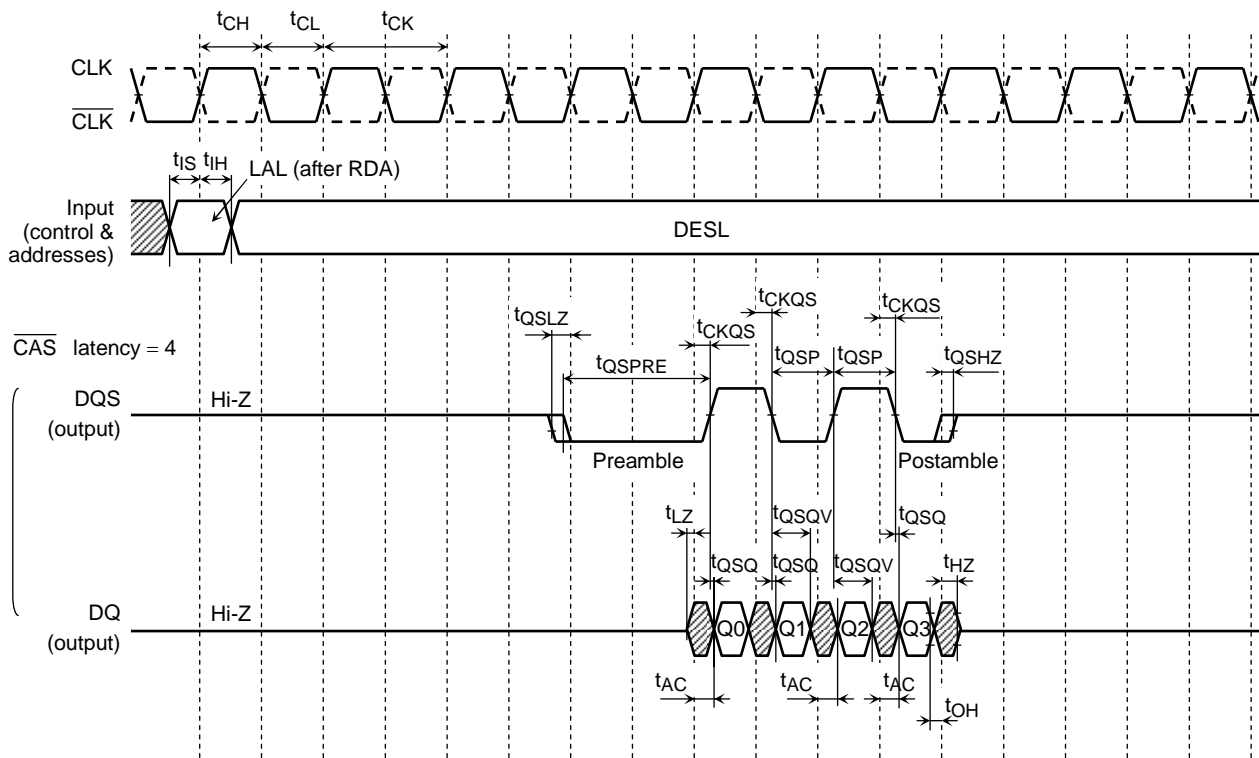 tCH tCL tCK
CLK
CLK
tIS tIH LAL (after RDA)
Input
(control &
addresses)
DESL
tCKQS tCKQS
tQSLZ tCKQS
CAS latency = 4
tQSPRE tQSP tQSP tQSHZ
DQS
(output)
Hi-Z
Preamble Postamble
tLZ tQSQV tQSQ
tQSQ tQSQ tQSQV tHZ
DQ
(output)
Hi-Z
Q0 Q1 Q2 Q3
tAC tAC tAC
tOH